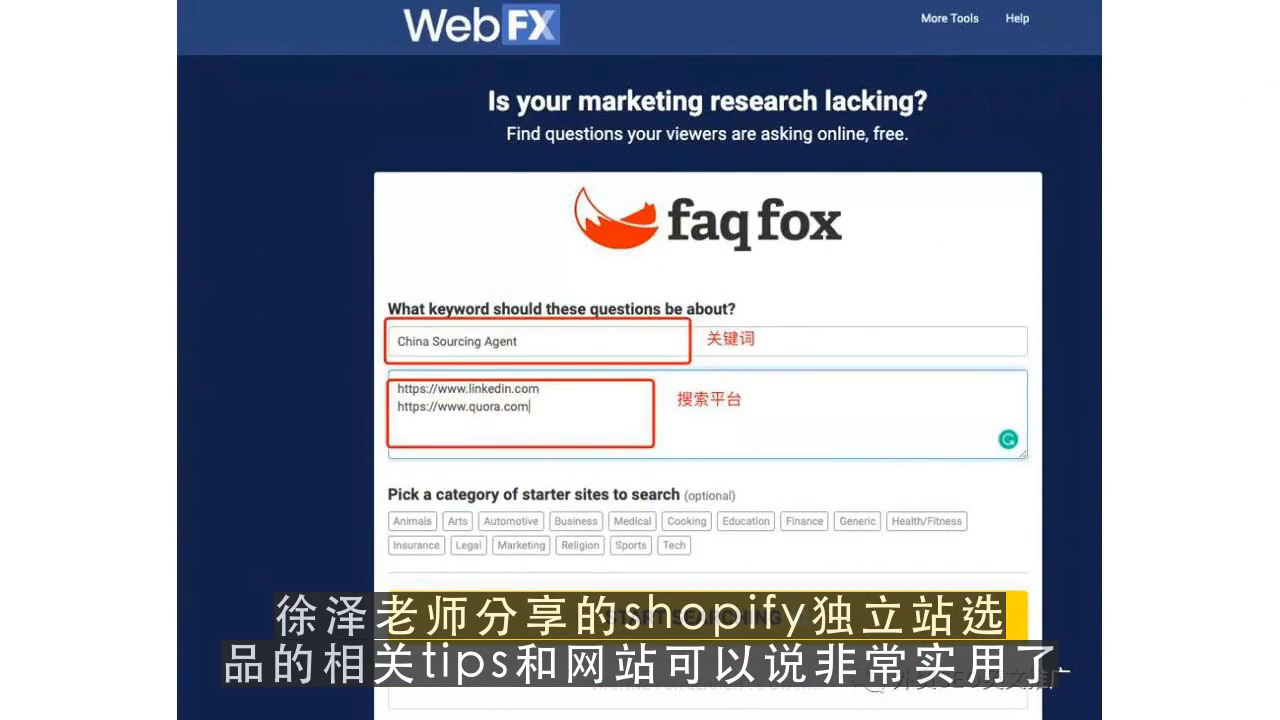 WebFX
More Tools
Help
Is your marketing research lacking?
Find questions your viewers are asking online, free.
faq fox
What keyword should these questions be about?
China Sourcing Agent
关键词
https://www.linkedin.com
https://www.quora.com
搜索平台
Pick a category of starter sites to search (optional)
Animals Arts Automotive Business Medical Cooking Education Finance Generic Health/Fitness
Insurance Legal Marketing Religion Sports Tech
START SEARCHING
徐泽老师分享的shopify独立站选
品的相关tips和网站可以说非常实用了